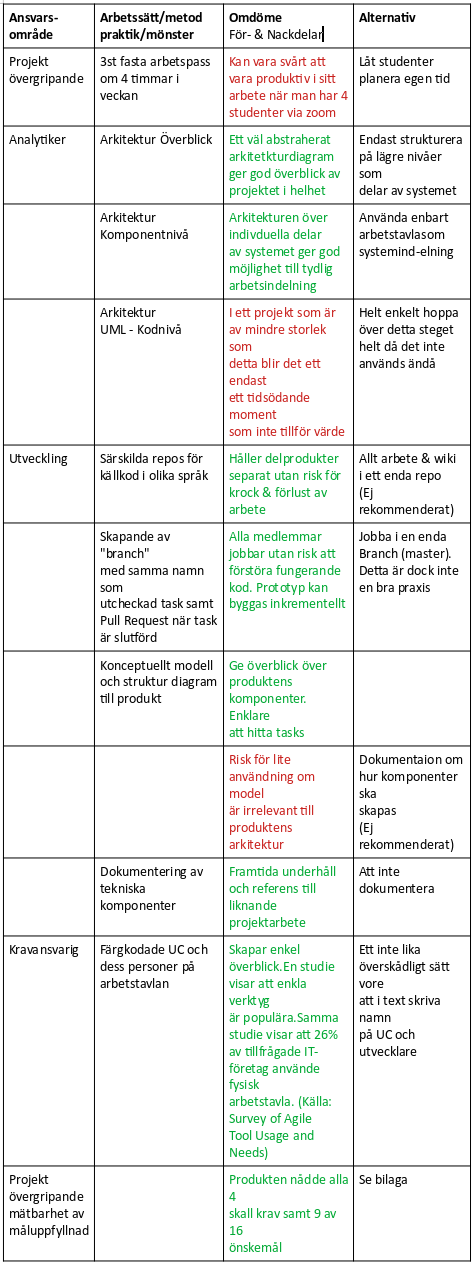 Ansvars-
område
Arbetssätt/metod
praktik/mönster
Omdöme
För- & Nackdelar
Alternativ
Projekt
övergripande
3st fasta arbetspass
om 4 timmar i
veckan
Kan vara svårt att
vara produktiv i sitt
arbete när man har 4
studenter via zoom
Låt studenter
planera egen tid
Analytiker
Arkitektur Överblick
Ett väl abstraherat
arkitetkturdiagram
ger god överblick av
projektet i helhet
Endast strukturera
på lägre nivåer
som
delar av systemet
Arkitektur
Komponentnivå
Arkitekturen över
indivduella delar
av systemet ger god
möjlighet till tydlig
arbetsindelning
Använda enbart
arbetstavlasom
systemind-elning
Arkitektur
UML - Kodnivå
I ett projekt som är
av mindre storlek
som
detta blir det ett
endast
ett tidsödande
moment
som inte tillför värde
Helt enkelt hoppa
över detta steget
helt då det inte
används ändå
Utveckling
Särskilda repos för
källkod i olika språk
Håller delprodukter
separat utan risk för
krock & förlust av
arbete
Allt arbete & wiki
i ett enda repo
(Ej
rekommenderat)
Skapande av
"branch"
med samma namn
som
utcheckad task samt
Pull Request när task
är slutförd
Alla medlemmar
jobbar utan risk att
förstöra fungerande
kod. Prototyp kan
byggas inkrementellt
Jobba i en enda
Branch (master).
Detta är dock inte
en bra praxis
Konceptuellt modell
och struktur diagram
till produkt
Ge överblick över
produktens
komponenter.
Enklare
att hitta tasks
Risk för lite
användning om
model
är irrelevant till
produktens
arkitektur
Dokumentaion om
hur komponenter
ska
skapas
(Ej
rekommenderat)
Dokumentering av
tekniska
komponenter
Framtida underhåll
och referens till
liknande
projektarbete
Att inte
dokumentera
Kravansvarig
Färgkodade UC och
dess personer på
arbetstavlan
Skapar enkel
överblick.En studie
visar att enkla
verktyg
är populära.Samma
studie visar att 26%
av tillfrågade IT-
företag använde
fysisk
arbetstavla. (Källa:
Survey of Agile
Tool Usage and
Needs)
Ett inte lika
överskådligt sätt
vore
att i text skriva
namn
på UC och
utvecklare
Projekt
övergripande
mätbarhet av
måluppfyllnad
Produkten nådde alla
4
skall krav samt 9 av
16
önskemål
Se bilaga